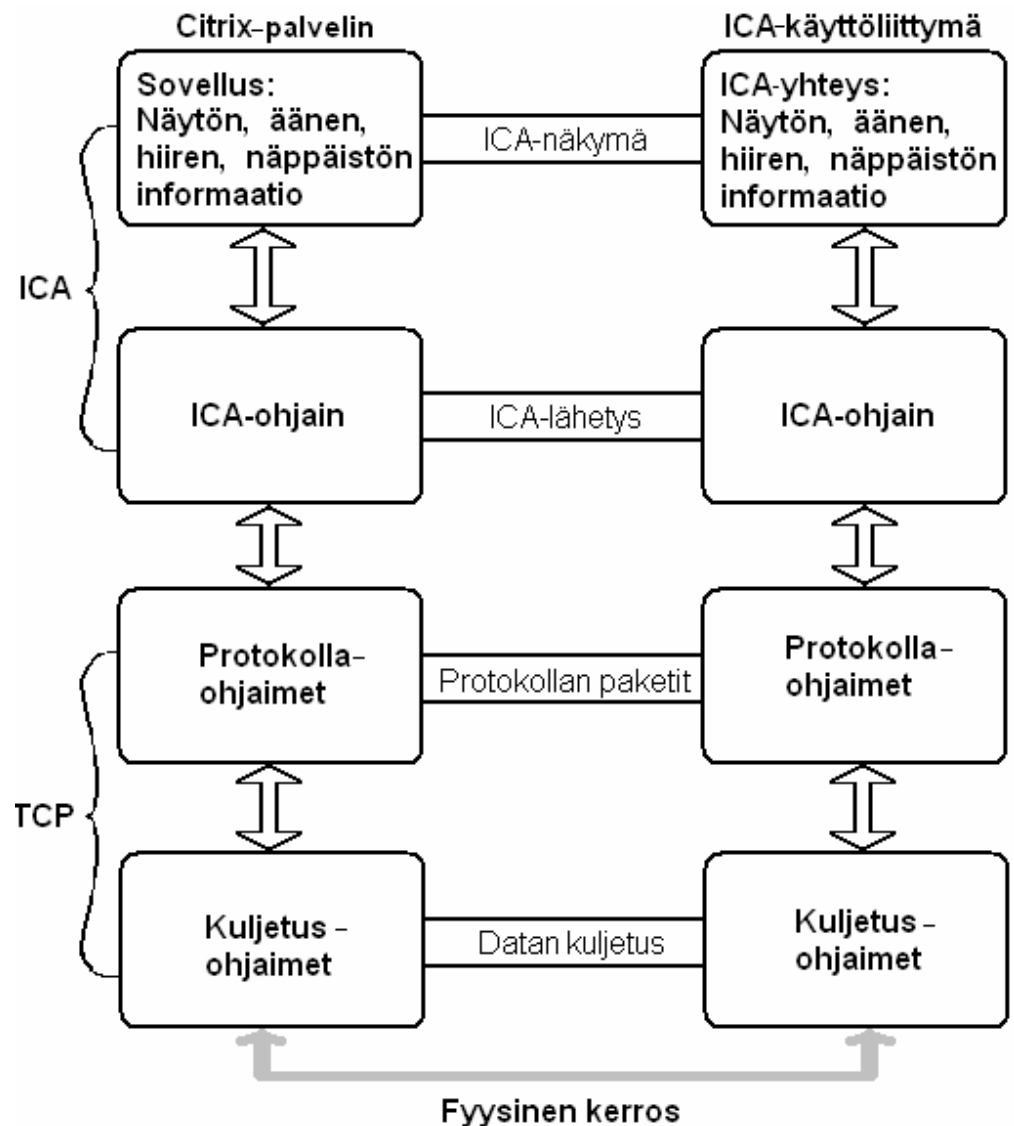 Citrix-palvelin
ICA-käyttöliittymä
Sovellus:
Näytön, äänen,
hiiren, näppäistön
informaatio
ICA-näkymä
ICA-yhteys:
Näytön, äänen,
hiiren, näppäistön
informaatio
ICA
ICA-ohjain
ICA-lähetys
ICA-ohjain
Protokolla-
ohjaimet
Protokollan paketit
Protokolla-
ohjaimet
TCP
Kuljetus -
ohjaimet
Datan kuljetus
Kuljetus -
ohjaimet
Fyysinen kerros